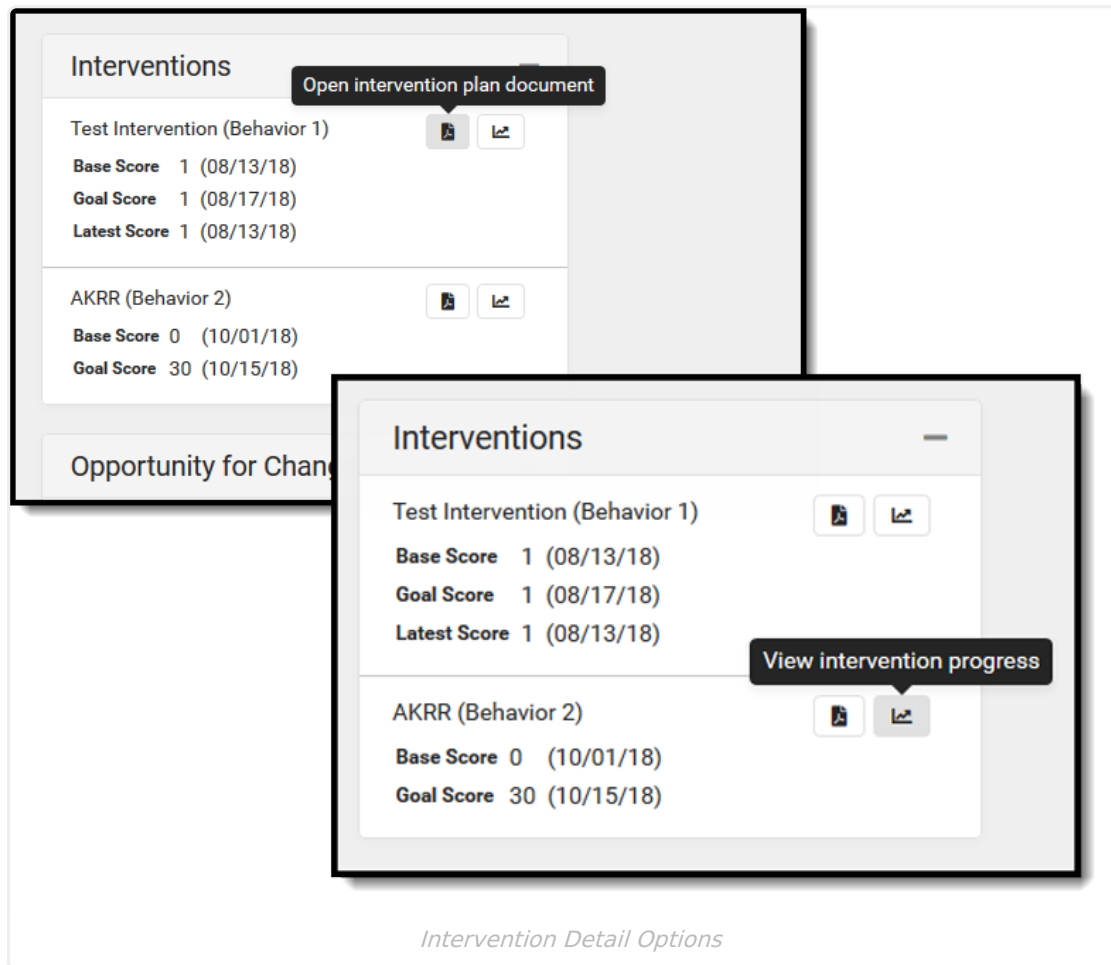 Interventions
Open intervention plan document
Test Intervention (Behavior 1)
Base Score 1 (08/13/18)
Goal Score 1 (08/17/18)
Latest Score 1 (08/13/18)
AKRR (Behavior 2)
Base Score 0 (10/01/18)
Goal Score 30 (10/15/18)
Opportunity for Chan
Interventions
Test Intervention (Behavior 1)
Base Score 1 (08/13/18)
Goal Score 1 (08/17/18)
Latest Score 1 (08/13/18)
View intervention progress
AKRR (Behavior 2)
Base Score 0 (10/01/18)
Goal Score 30 (10/15/18)
Intervention Detail Options